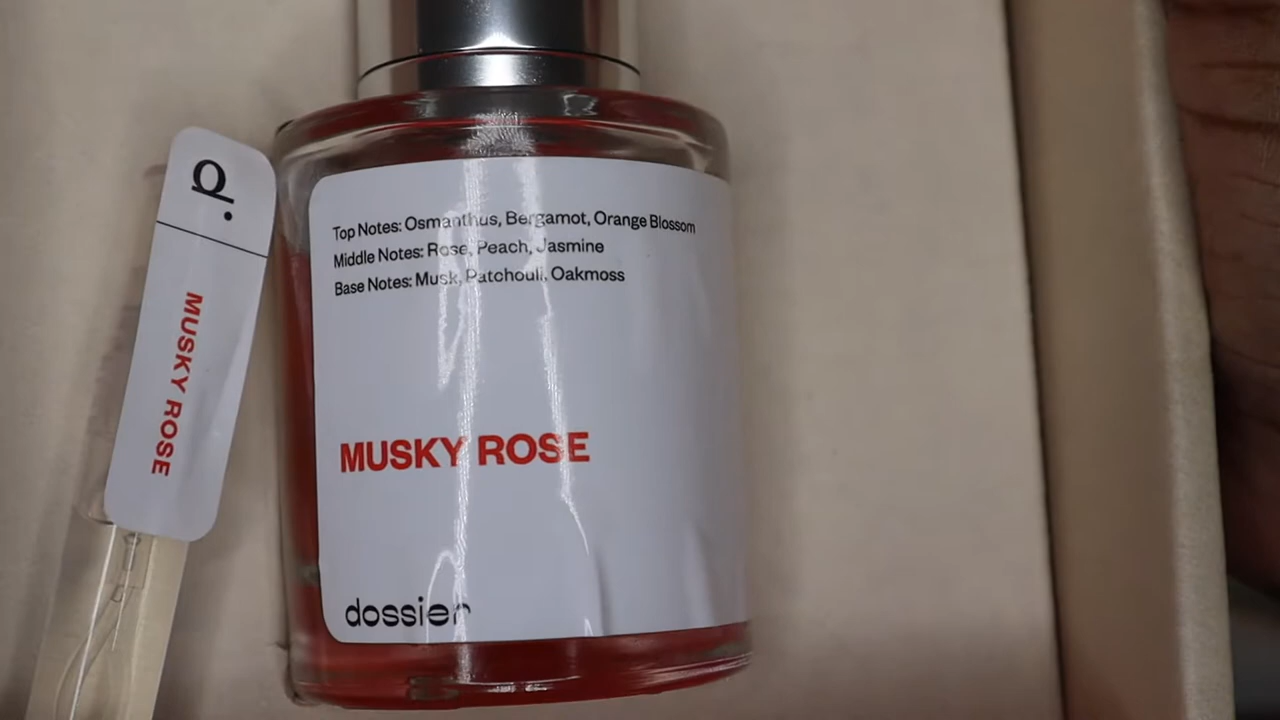 d.
MUSKY ROSE
Top Notes: Osmanthus, Bergamot, Orange Blossom
Middle Notes: Rose, Peach, Jasmine
Base Notes: Musk, Patchouli, Oakmoss
MUSKY ROSE
dossier